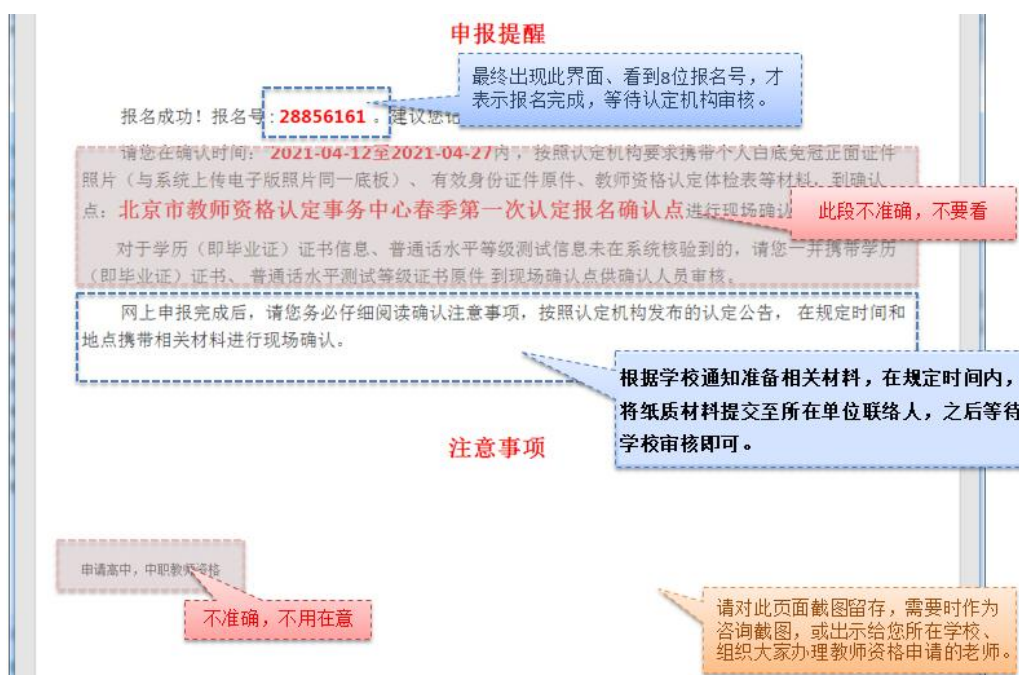 申报提醒
最终出现此界面、看到8位报名号，才
表示报名完成，等待认定机构审核。
报名成功！报名号：28856161 。建议您记
请您在确认时间： 2021-04-12至2021-04-27内，按照认定机构要求携带个人白底免冠正面证件
照片（与系统上传电子版照片同一底板）、 有效身份证件原件、教师资格认定体检表等材料，到确认
点：北京市教师资格认定事务中心春季第一次认定报名确认点进行现场确认
此段不准确，不要看
对于学历（即毕业证）证书信息、普通话水平等级测试信息未在系统核验到的，请您一并携带学历
（即毕业证）证书、 普通话水平测试等级证书原件 到现场确认点供确认人员审核。
网上申报完成后，请您务必仔细阅读确认注意事项，按照认定机构发布的认定公告， 在规定时间和
地点携带相关材料进行现场确认。
根据学校通知准备相关材料，在规定时间内，
将纸质材料提交至所在单位联络人，之后等待
学校审核即可。
注意事项
申请高中，中职教师资格
不准确，不用在意
请对此页面截图留存，需要时作为
咨询截图，或出示给您所在学校、
组织大家办理教师资格申请的老师。